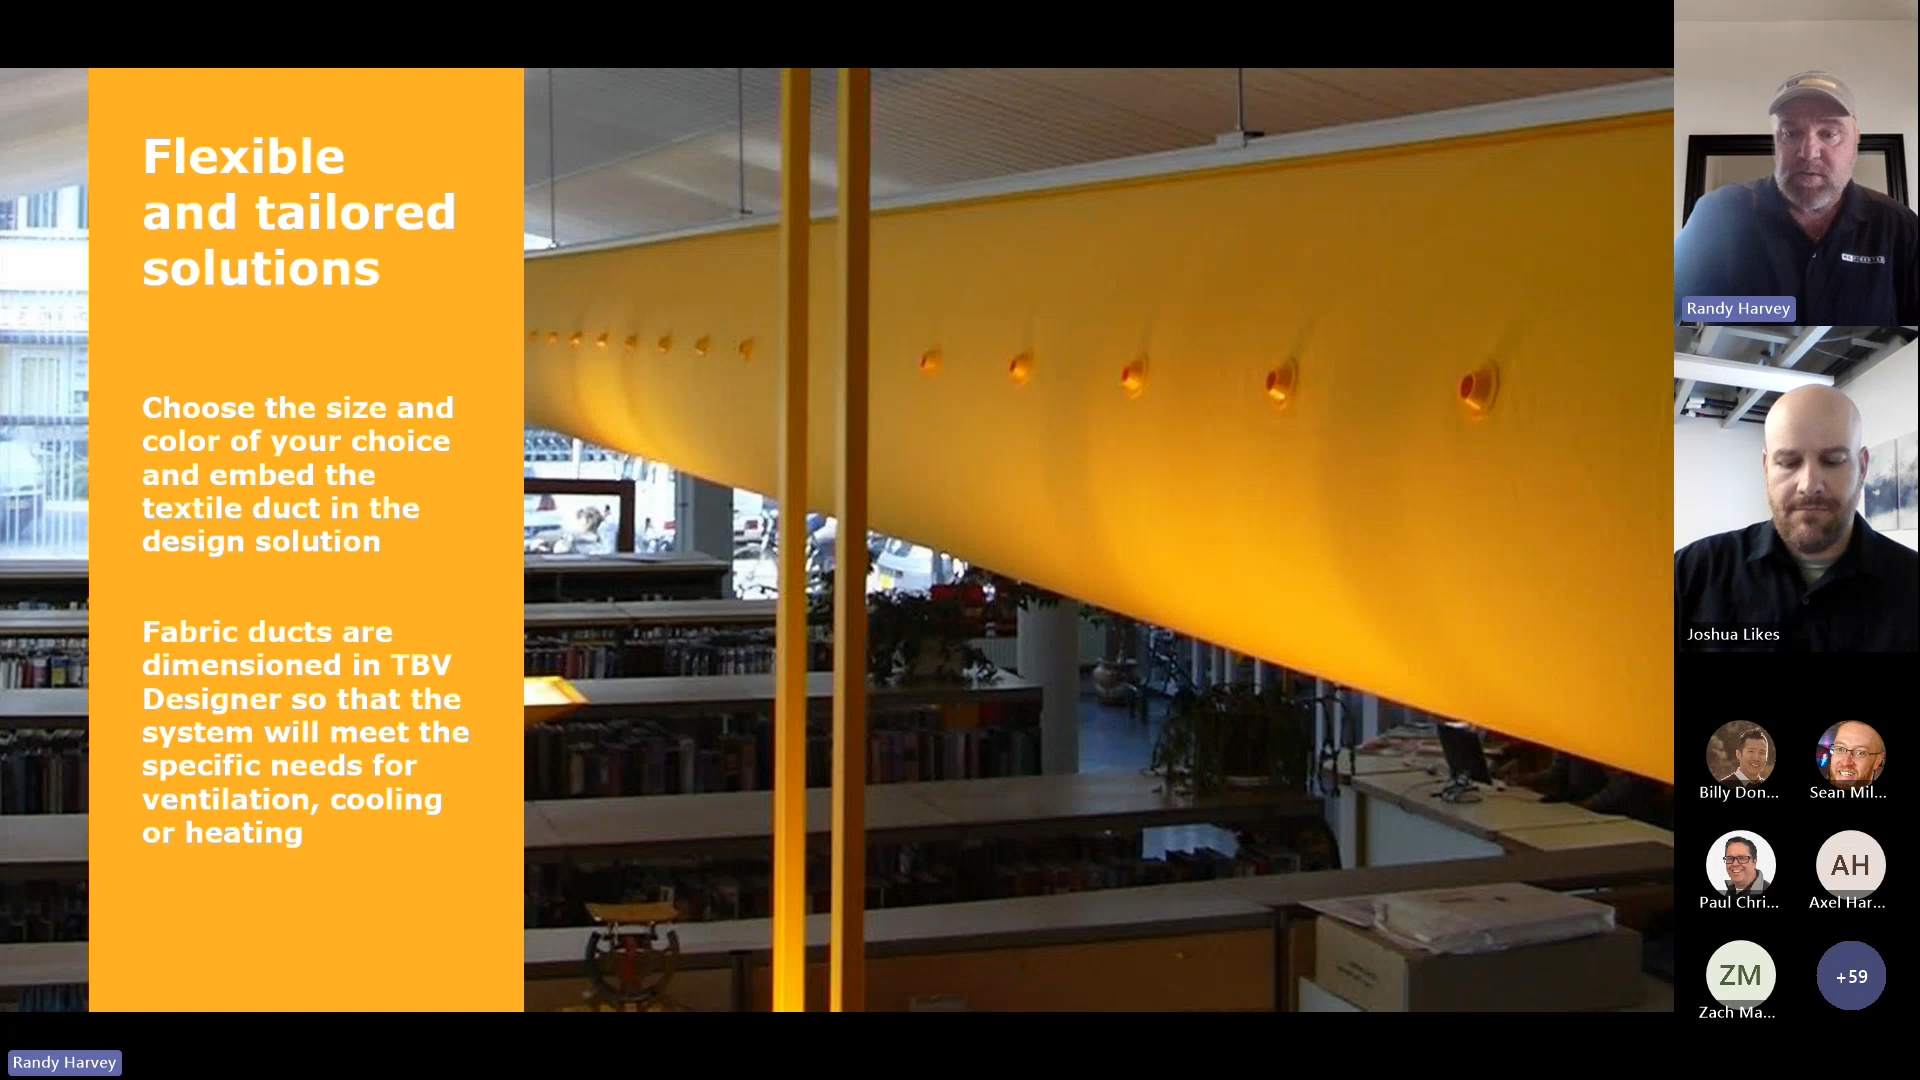 Flexible
and tailored
solutions
Choose the size and
color of your choice
and embed the
textile duct in the
design solution
Fabric ducts are
dimensioned in TBV
Designer so that the
system will meet the
specific needs for
ventilation, cooling
or heating
Randy Harvey
Joshua Likes
Billy Don...
Sean Mil...
Paul Chri...
AH
Axel Har...
ZM
Zach Ma...
+59
Randy Harvey